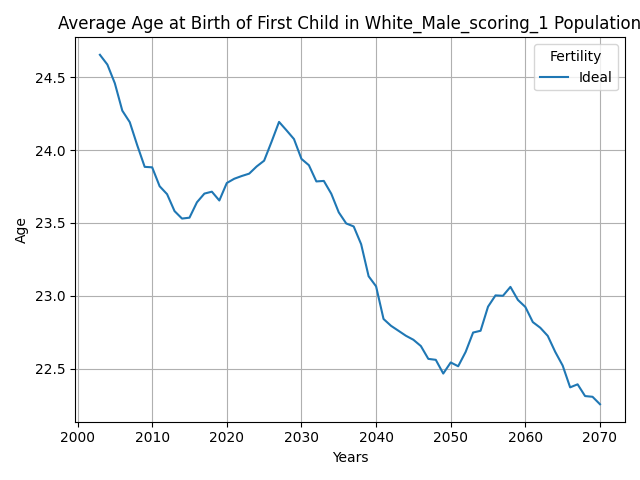 Average Age at Birth of First Child in White_Male_scoring_1 Population
Fertility
Ideal
Age
24.5
24.0
23.5
23.0
22.5
2000 2010 2020 2030 2040 2050 2060 2070
Years